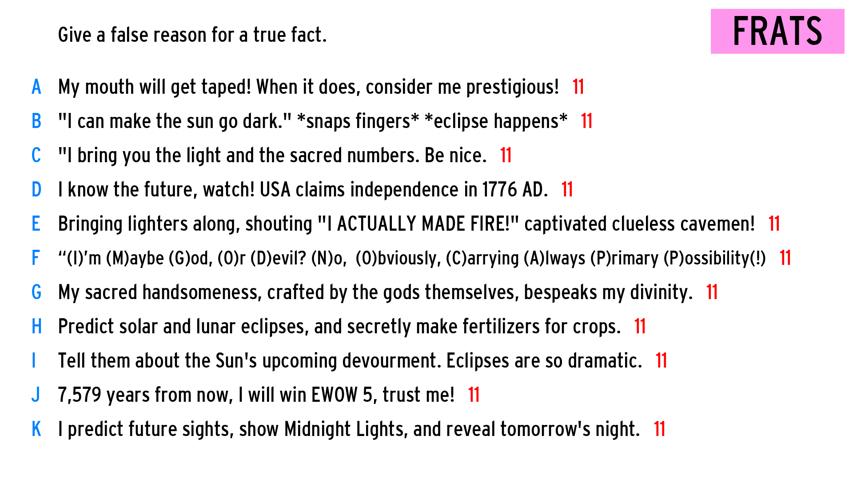 Give a false reason for a true fact.
FRATS
A My mouth will get taped! When it does, consider me prestigious! 11
B "I can make the sun go dark." *snaps fingers* *eclipse happens* 11
C "I bring you the light and the sacred numbers. Be nice. 11
D I know the future, watch! USA claims independence in 1776 AD. 11
E Bringing lighters along, shouting "I ACTUALLY MADE FIRE!" captivated clueless cavemen! 11
F “(I)’m (M)aybe (G)od, (O)r (D)evil? (N)o, (O)bviously, (C)arrying (A)lways (P)rimary (P)ossibility(!) 11
G My sacred handsomeness, crafted by the gods themselves, bespeaks my divinity. 11
H Predict solar and lunar eclipses, and secretly make fertilizers for crops. 11
I Tell them about the Sun's upcoming devourment. Eclipses are so dramatic. 11
J 7,579 years from now, I will win EWOW 5, trust me! 11
K I predict future sights, show Midnight Lights, and reveal tomorrow's night. 11